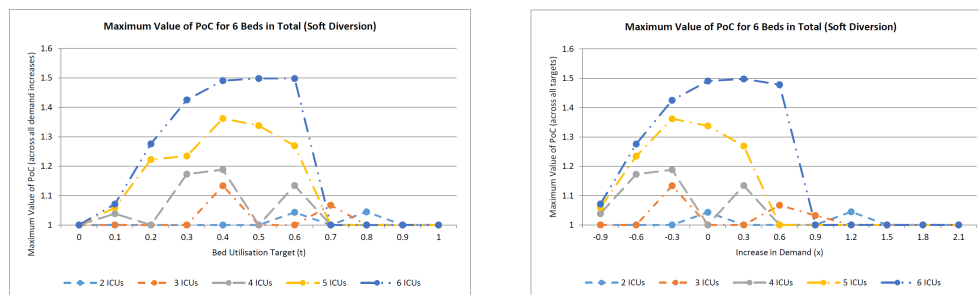 Maximum Value of PoC for 6 Beds in Total (Soft Diversion)
Maximum Value of PoC (across all demand increases)
1.6
1.5
1.4
1.3
1.2
1.1
1
0 0.1 0.2 0.3 0.4 0.5 0.6 0.7 0.8 0.9 1
Bed Utilisation Target (t)
2 ICUs 3 ICUs 4 ICUs 5 ICUs 6 ICUs
Maximum Value of PoC for 6 Beds in Total (Soft Diversion)
Maximum Value of PoC (across all targets)
1.6
1.5
1.4
1.3
1.2
1.1
1
-0.9 -0.6 -0.3 0 0.3 0.6 0.9 1.2 1.5 1.8 2.1
Increase in Demand (x)
2 ICUs 3 ICUs 4 ICUs 5 ICUs 6 ICUs